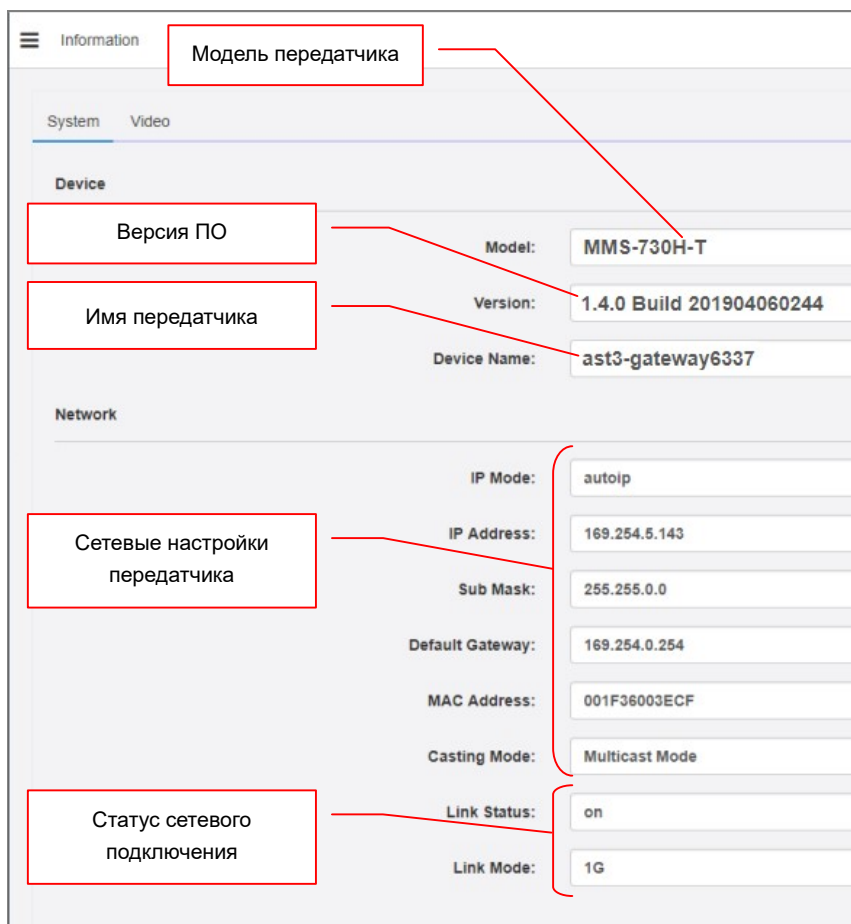 Information
Модель передатчика
System Video
Device
Версия ПО
Model: MMS-730H-T
Version: 1.4.0 Build 201904060244
Имя передатчика
Device Name: ast3-gateway6337
Network
IP Mode: autoip
Сетевые настройки
передатчика
IP Address: 169.254.5.143
Sub Mask: 255.255.0.0
Default Gateway: 169.254.0.254
MAC Address: 001F36003ECF
Casting Mode: Multicast Mode
Статус сетевого
подключения
Link Status: on
Link Mode: 1G